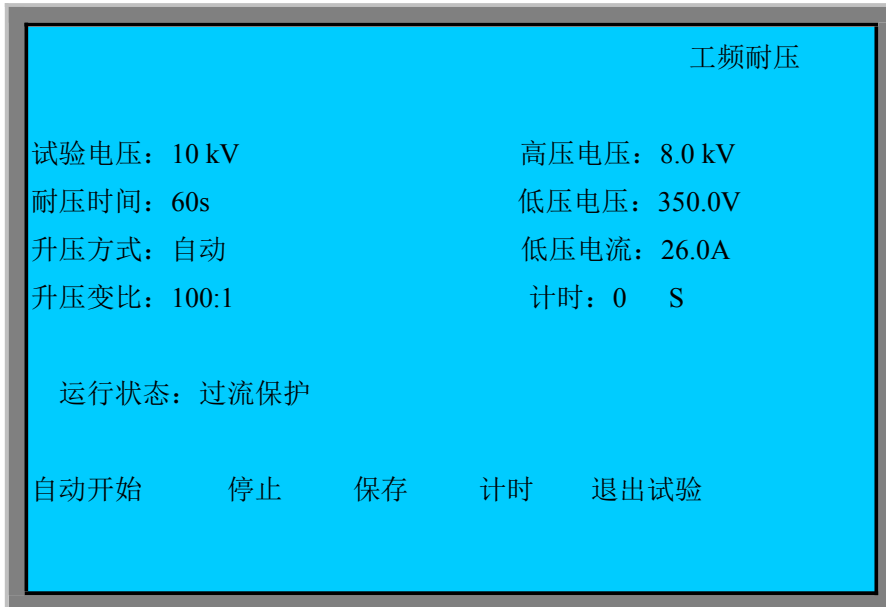 工频耐压
试验电压：10 kV 高压电压：8.0 kV
耐压时间：60s 低压电压：350.0V
升压方式：自动 低压电流：26.0A
升压变比：100:1 计时：0 S
运行状态：过流保护
自动开始 停止 保存 计时 退出试验